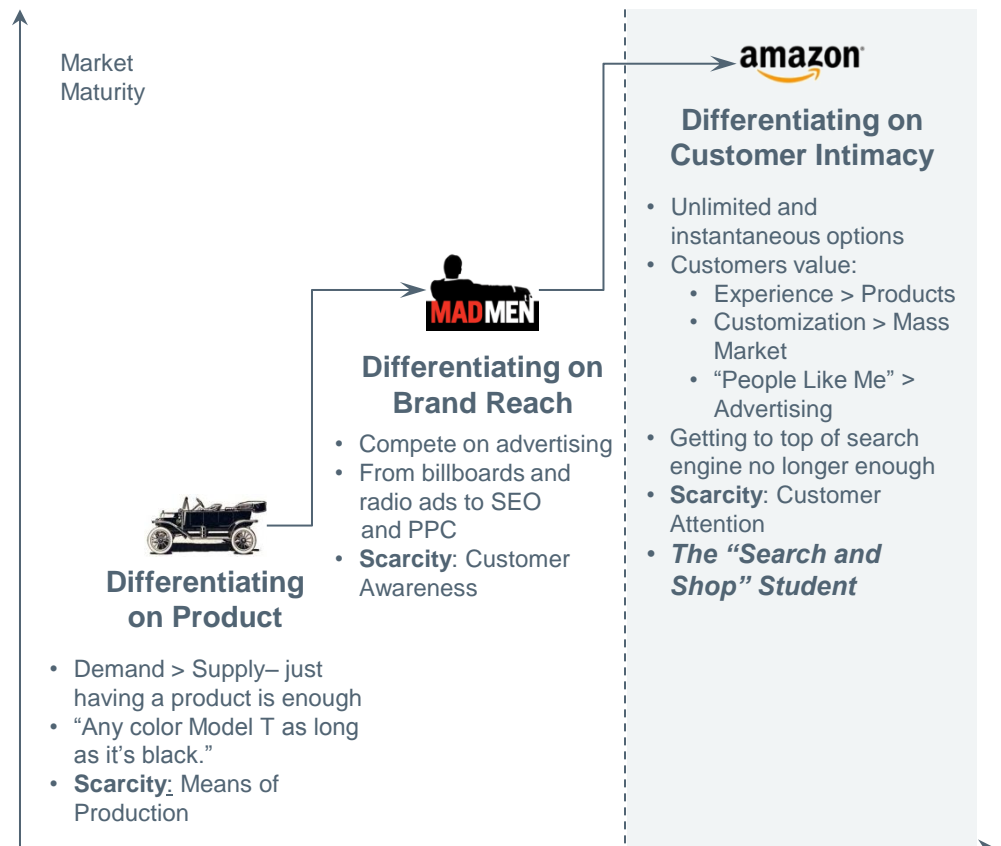 Market
Maturity
amazon
Differentiating on
Customer Intimacy
• Unlimited and
instantaneous options
• Customers value:
• Experience > Products
• Customization > Mass
Market
• “People Like Me” >
Advertising
• Getting to top of search
engine no longer enough
• Scarcity: Customer
Attention
• The “Search and
Shop” Student
MADMEN
Differentiating on
Brand Reach
• Compete on advertising
• From billboards and
radio ads to SEO
and PPC
• Scarcity: Customer
Awareness
Differentiating
on Product
• Demand > Supply– just
having a product is enough
• “Any color Model T as long
as it’s black.”
• Scarcity: Means of
Production